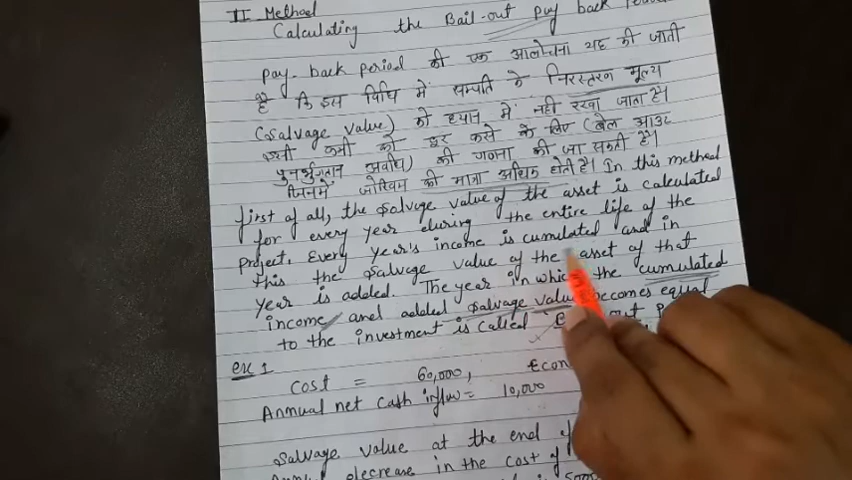 II Method
Calculating the Bail-out pay back
pay-back period की एक आलोचना यह की जाती
है कि इस विधि में सम्पति के निरस्तरण मूल्य
(Salvage value) को ध्यान में नहीं रखा जाता है।
इसी कमी को दूर करने के लिए (बेल आउट
पुनर्भुगतान अवधि) की गणना की जा सकती है।
जिनमें जोखिम की मात्रा अधिक होती है। In this method
first of all, the Salvage value of the asset is calculated
for every year during the entire life of the
Project. Every year's income is cumulated and in
this the Salvage value of the asset of that
year is added. The year in which the cumulated
income and added Salvage value becomes equal
to the investment is called out
ex 1
Cost = 60,000,
Annual net cash inflow = 10,000
Salvage value at the end of
decrease in the cost of